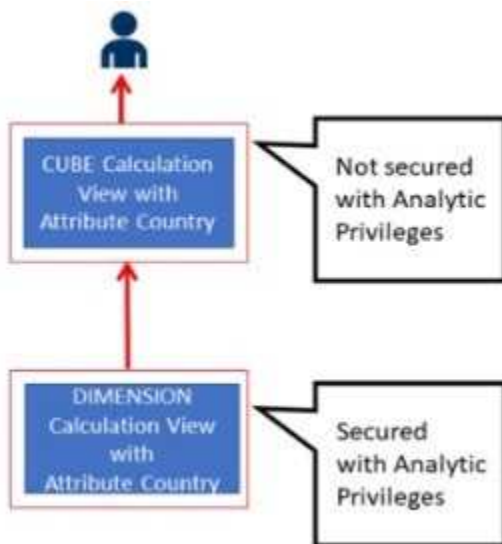 CUBE Calculation
View with
Attribute Country
Not secured
with Analytic
Privileges
DIMENSION
Calculation View
with
Attribute Country
Secured
with Analytic
Privileges